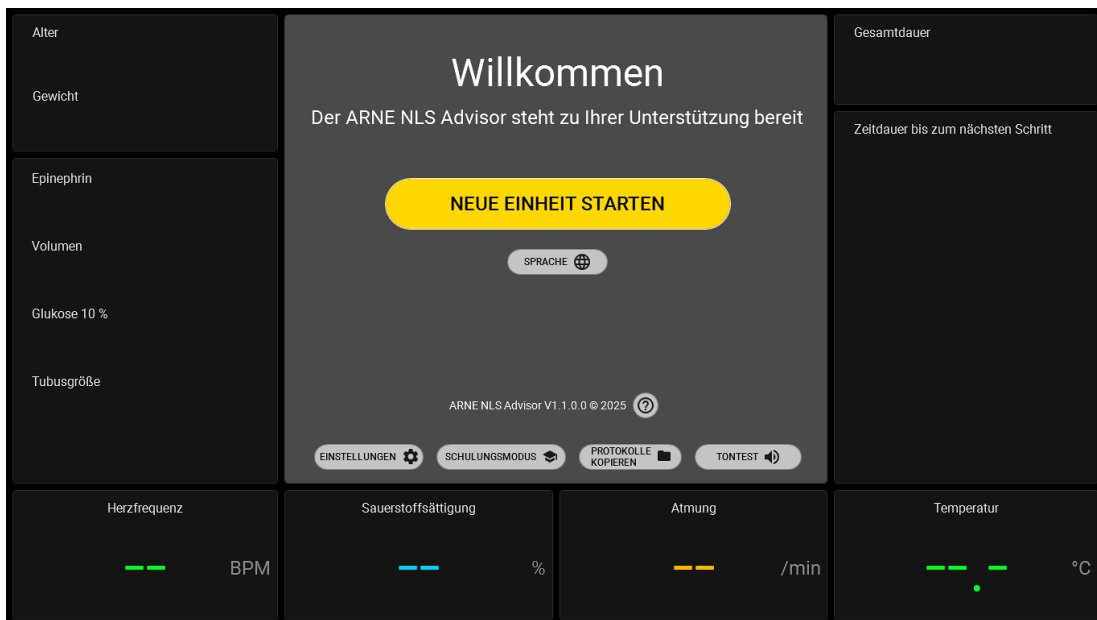 Alter
Gewicht
Epinephrin
Volumen
Glukose 10 %
Tubusgröße
Willkommen
Der ARNE NLS Advisor steht zu Ihrer Unterstützung bereit
NEUE EINHEIT STARTEN
SPRACHE
ARNE NLS Advisor V1.1.0.0 © 2025
EINSTELLUNGEN
SCHULUNGSMODUS
PROTOKOLLE
KOPIEREN
TONTEST
Gesamtdauer
Zeitdauer bis zum nächsten Schritt
Herzfrequenz
-- BPM
Sauerstoffsättigung
-- %
Atmung
-- /min
Temperatur
--.- °C